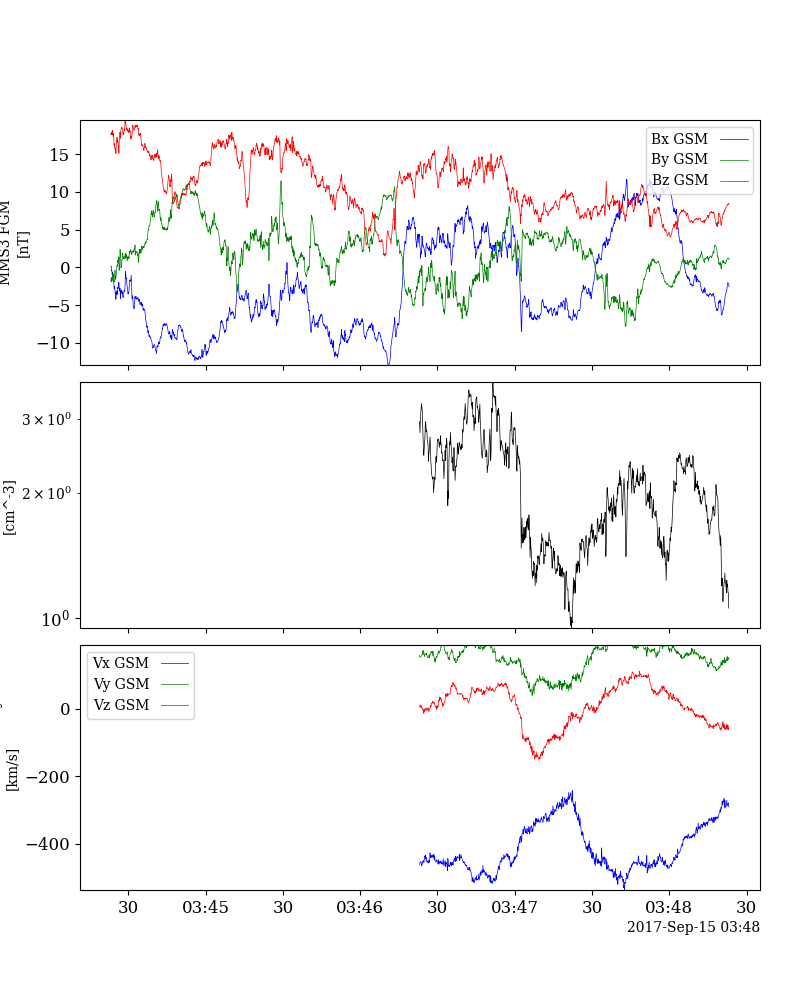 Bx GSM
By GSM
Bz GSM
15
10
5
0
−5
−10
MMS3 FGM
[nT]
3 × 10⁰
2 × 10⁰
10⁰
[cm^-3]
Vx GSM
Vy GSM
Vz GSM
0
−200
−400
[km/s]
30 03:45 30 03:46 30 03:47 30 03:48 30
2017-Sep-15 03:48